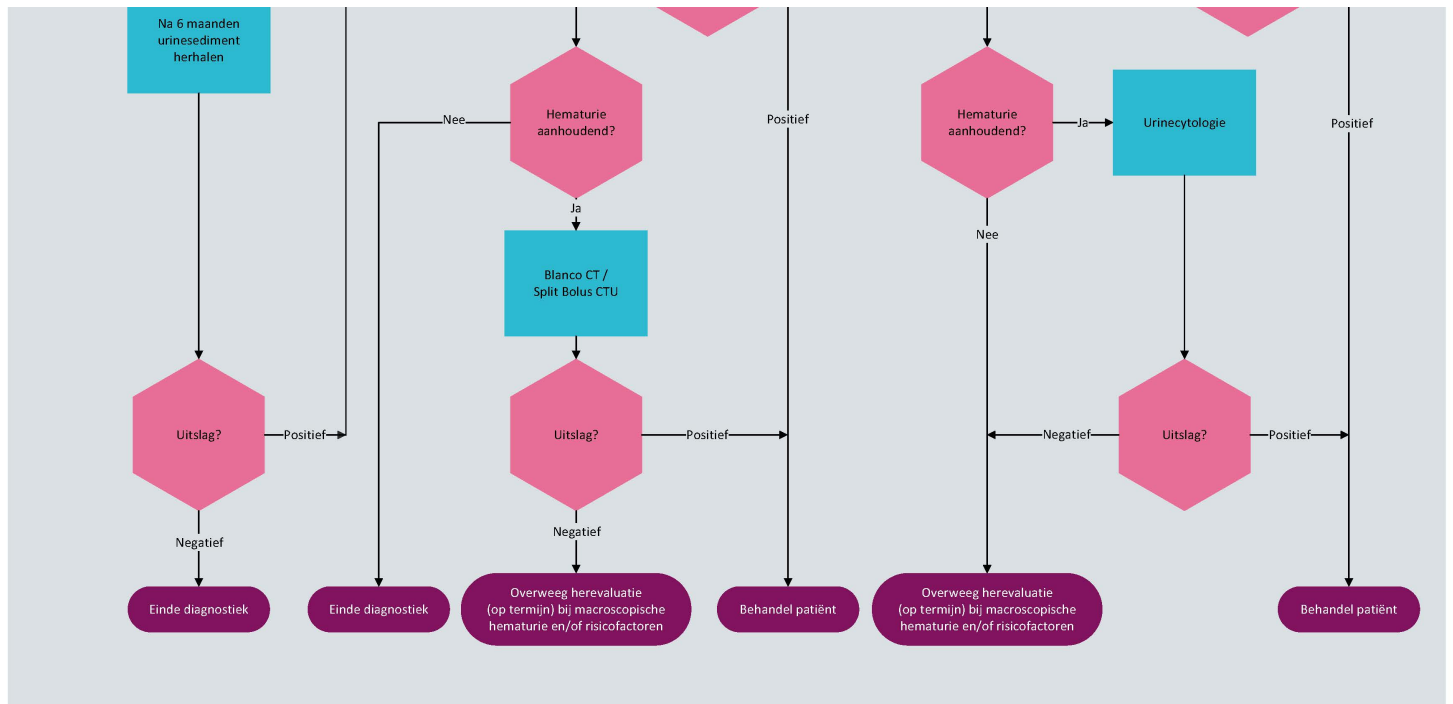 Na 6 maanden
urinesediment
herhalen
Hematurie
aanhoudend?
Nee
Ja
Blanco CT /
Split Bolus CTU
Positief
Hematurie
aanhoudend?
Ja
Urinecytologie
Nee
Positief
Uitslag?
Positief
Negatief
Uitslag?
Positief
Negatief
Uitslag?
Negatief
Positief
Einde diagnostiek
Einde diagnostiek
Overweeg herevaluatie
(op termijn) bij macroscopische
hematurie en/of risicofactoren
Behandel patiënt
Overweeg herevaluatie
(op termijn) bij macroscopische
hematurie en/of risicofactoren
Behandel patiënt